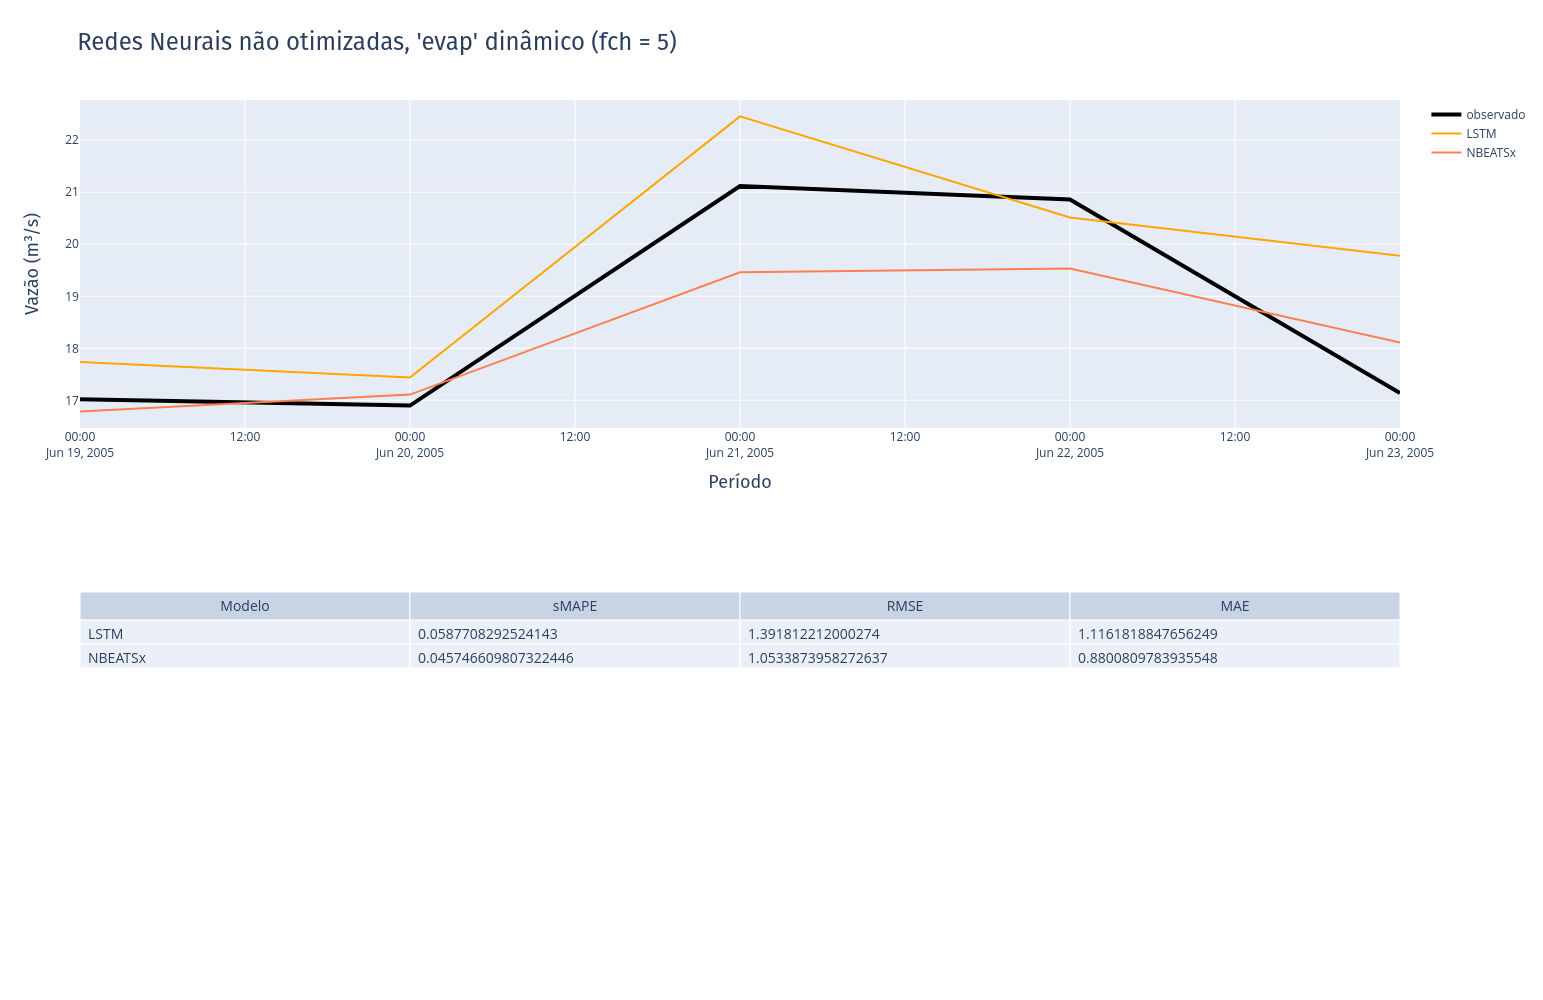 Redes Neurais não otimizadas, 'evap' dinâmico (fch = 5)
observado
LSTM
NBEATSx
Vazão (m³/s)
22
21
20
19
18
17
00:00 12:00 00:00 12:00 00:00 12:00 00:00 12:00 00:00
Jun 19, 2005 Jun 20, 2005 Jun 21, 2005 Jun 22, 2005 Jun 23, 2005
Período
Modelo sMAPE RMSE MAE
LSTM 0.0587708292524143 1.391812212000274 1.1161818847656249
NBEATSx 0.045746609807322446 1.0533873958272637 0.8800809783935548